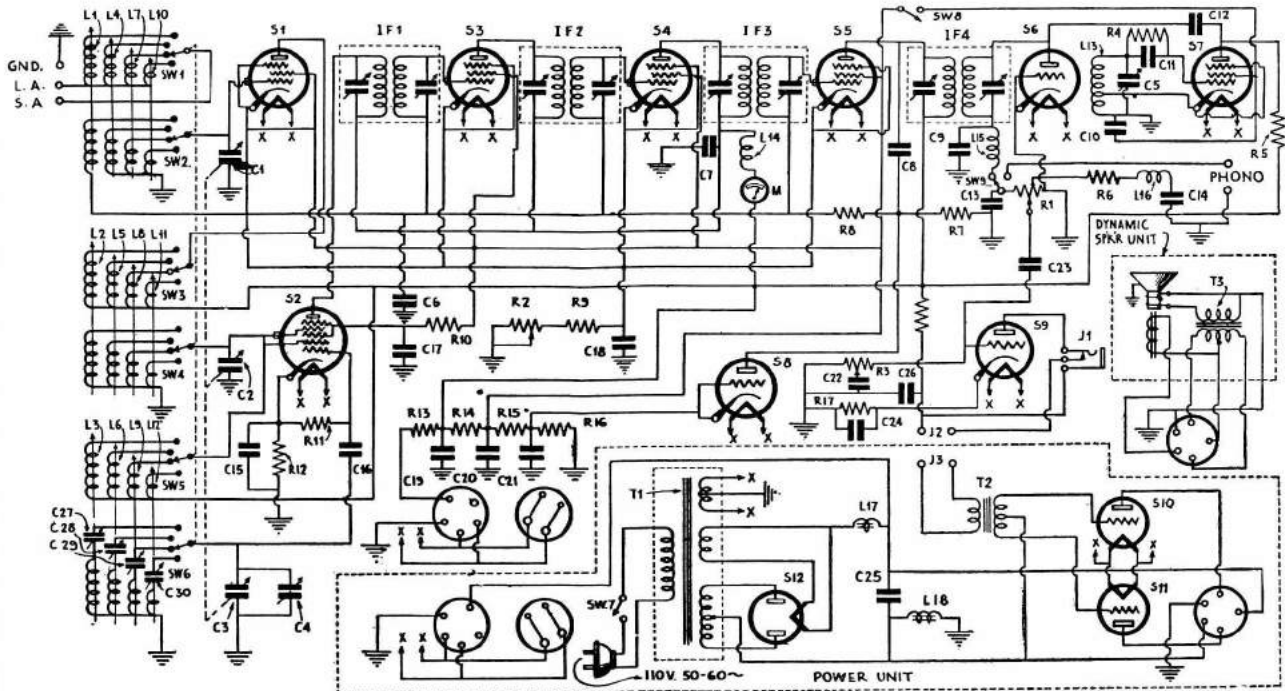 L1 L4 L7 L10
S1 IF1 S3 IF2 S4 IF3 S5 SW8 IF4 S6 C12
R4 S7
L13 C11
GND.
L.A.
S.A
SW1
C5
X X X X X X X X X X X X
C10 R5
SW2
C1
C7 L14 C8 C9 L15
M
SW9
PHONO
C13 R1 R6 L16 C14
R8 R7
DYNAMIC
SPKR UNIT
L2 L5 L8 L11
C23
SW3
S2 C6 R2 R9 T3
R10 S9 J1
C17 C18
SW4
C2 S8 R3
C22 C26
X X
R17
X X
L3 L6 L9 L12
R11 R13 R14 R15 R16 C24 J2
X X
C15 R12 C16
SW5
C19 C20 C21 T1 X J3 T2
X L17 S10
C27
C28
C29
X X
X X
SW6
C30
S12 C25
SW.7
S11
C3 C4 X X L18
110V. 50-60~ POWER UNIT